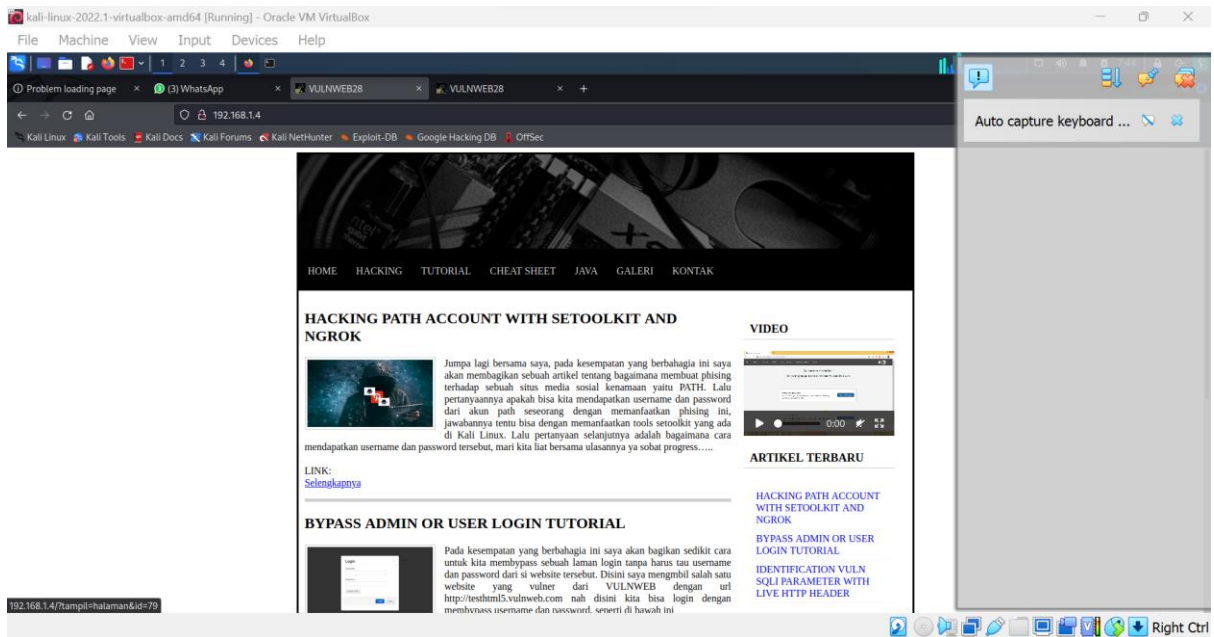 kali-linux-2022.1-virtualbox-amd64 [Running] - Oracle VM VirtualBox
File Machine View Input Devices Help
1 2 3 4
Problem loading page
(3) WhatsApp
VULNWEB28
VULNWEB28
192.168.1.4
Kali Linux Kali Tools Kali Docs Kali Forums Kali NetHunter Exploit-DB Google Hacking DB OffSec
Auto capture keyboard ...
HOME HACKING TUTORIAL CHEAT SHEET JAVA GALERI KONTAK
HACKING PATH ACCOUNT WITH SETOOLKIT AND
NGROK
Jumpa lagi bersama saya, pada kesempatan yang berbahagia ini saya
akan membagikan sebuah artikel tentang bagaimana membuat phising
terhadap sebuah situs media sosial kenamaan yaitu PATH. Lalu
pertanyaannya apakah bisa kita mendapatkan username dan password
dari akun path seseorang dengan memanfaatkan phising ini,
jawabannya tentu bisa dengan memanfaatkan tools setoolkit yang ada
di Kali Linux. Lalu pertanyaan selanjutnya adalah bagaimana cara
mendapatkan username dan password tersebut, mari kita liat bersama ulasannya ya sobat progress…..
LINK:
Selengkapnya
BYPASS ADMIN OR USER LOGIN TUTORIAL
Pada kesempatan yang berbahagia ini saya akan bagikan sedikit cara
untuk kita membypass sebuah laman login tanpa harus tau username
dan password dari si website tersebut. Disini saya mengmbil salah satu
website yang vulner dari VULNWEB dengan url
http://testhtml5.vulnweb.com nah disini kita bisa login dengan
membypass username dan password, seperti di bawah ini
VIDEO
0:00
ARTIKEL TERBARU
HACKING PATH ACCOUNT
WITH SETOOLKIT AND
NGROK
BYPASS ADMIN OR USER
LOGIN TUTORIAL
IDENTIFICATION VULN
SQLI PARAMETER WITH
LIVE HTTP HEADER
192.168.1.4/?tampil=halaman&id=79
Right Ctrl